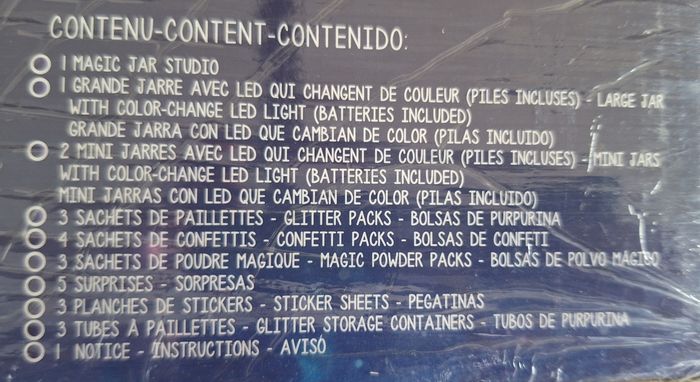 CONTENU-CONTENT-CONTENIDO:
1 MAGIC JAR STUDIO
1 GRANDE JARRE AVEC LED QUI CHANGENT DE COULEUR (PILES INCLUSES) - LARGE JAR
WITH COLOR-CHANGE LED LIGHT (BATTERIES INCLUDED)
GRANDE JARRA CON LED QUE CAMBIAN DE COLOR (PILAS INCLUIDO)
2 MINI JARRES AVEC LED QUI CHANGENT DE COULEUR (PILES INCLUSES) - MINI JARS
WITH COLOR-CHANGE LED LIGHT (BATTERIES INCLUDED)
MINI JARRAS CON LED QUE CAMBIAN DE COLOR (PILAS INCLUIDO)
3 SACHETS DE PAILLETTES - GLITTER PACKS - BOLSAS DE PURPURINA
4 SACHETS DE CONFETTIS - CONFETTI PACKS - BOLSAS DE CONFETI
3 SACHETS DE POUDRE MAGIQUE - MAGIC POWDER PACKS - BOLSAS DE POLVO MÁGICO
5 SURPRISES - SORPRESAS
3 PLANCHES DE STICKERS - STICKER SHEETS - PEGATINAS
3 TUBES À PAILLETTES - GLITTER STORAGE CONTAINERS - TUBOS DE PURPURINA
1 NOTICE - INSTRUCTIONS - AVISÓ